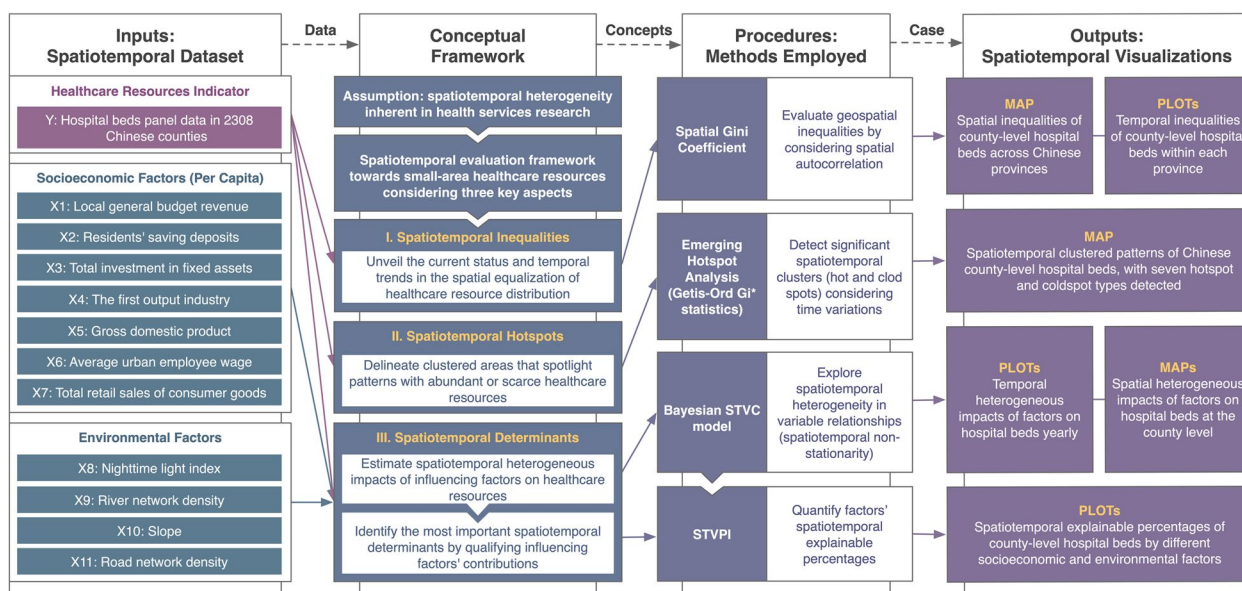 Inputs:
Spatiotemporal Dataset
Data
Conceptual
Framework
Concepts
Procedures:
Methods Employed
Case
Outputs:
Spatiotemporal Visualizations
Healthcare Resources Indicator
Y: Hospital beds panel data in 2308
Chinese counties
Socioeconomic Factors (Per Capita)
X1: Local general budget revenue
X2: Residents' saving deposits
X3: Total investment in fixed assets
X4: The first output industry
X5: Gross domestic product
X6: Average urban employee wage
X7: Total retail sales of consumer goods
Environmental Factors
X8: Nighttime light index
X9: River network density
X10: Slope
X11: Road network density
Assumption: spatiotemporal heterogeneity
inherent in health services research
Spatiotemporal evaluation framework
towards small-area healthcare resources
considering three key aspects
I. Spatiotemporal Inequalities
Unveil the current status and temporal
trends in the spatial equalization of
healthcare resource distribution
II. Spatiotemporal Hotspots
Delineate clustered areas that spotlight
patterns with abundant or scarce healthcare
resources
III. Spatiotemporal Determinants
Estimate spatiotemporal heterogeneous
impacts of influencing factors on healthcare
resources
Identify the most important spatiotemporal
determinants by qualifying influencing
factors' contributions
Spatial Gini
Coefficient
Evaluate geospatial
inequalities by
considering spatial
autocorrelation
Emerging
Hotspot
Analysis
(Getis-Ord Gi*
statistics)
Detect significant
spatiotemporal
clusters (hot and clod
spots) considering
time variations
Bayesian STVC
model
Explore
spatiotemporal
heterogeneity in
variable relationships
(spatiotemporal non-
stationarity)
STVPI
Quantify factors'
spatiotemporal
explainable
percentages
MAP
Spatial inequalities of
county-level hospital
beds across Chinese
provinces
PLOTs
Temporal inequalities
of county-level hospital
beds within each
province
MAP
Spatiotemporal clustered patterns of Chinese
county-level hospital beds, with seven hotspot
and coldspot types detected
PLOTs
Temporal
heterogeneous
impacts of factors on
hospital beds yearly
MAPs
Spatial heterogeneous
impacts of factors on
hospital beds at the
county level
PLOTs
Spatiotemporal explainable percentages of
county-level hospital beds by different
socioeconomic and environmental factors